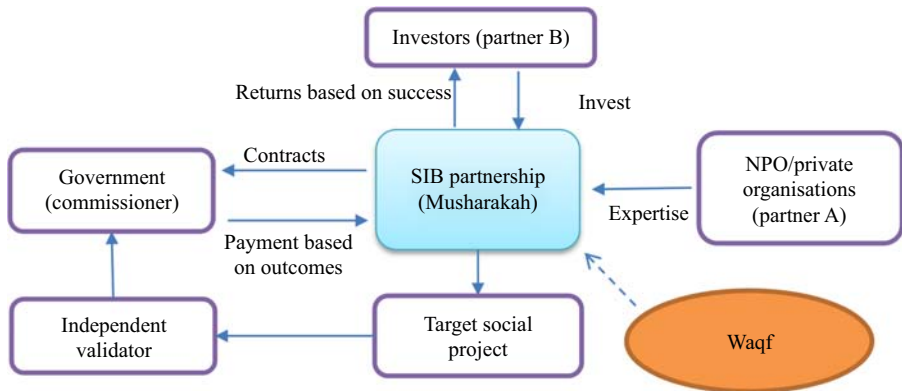 Investors (partner B)
Returns based on success
Invest
Contracts
Government
(commissioner)
SIB partnership
(Musharakah)
NPO/private
organisations
(partner A)
Expertise
Payment based
on outcomes
Independent
validator
Target social
project
Waqf